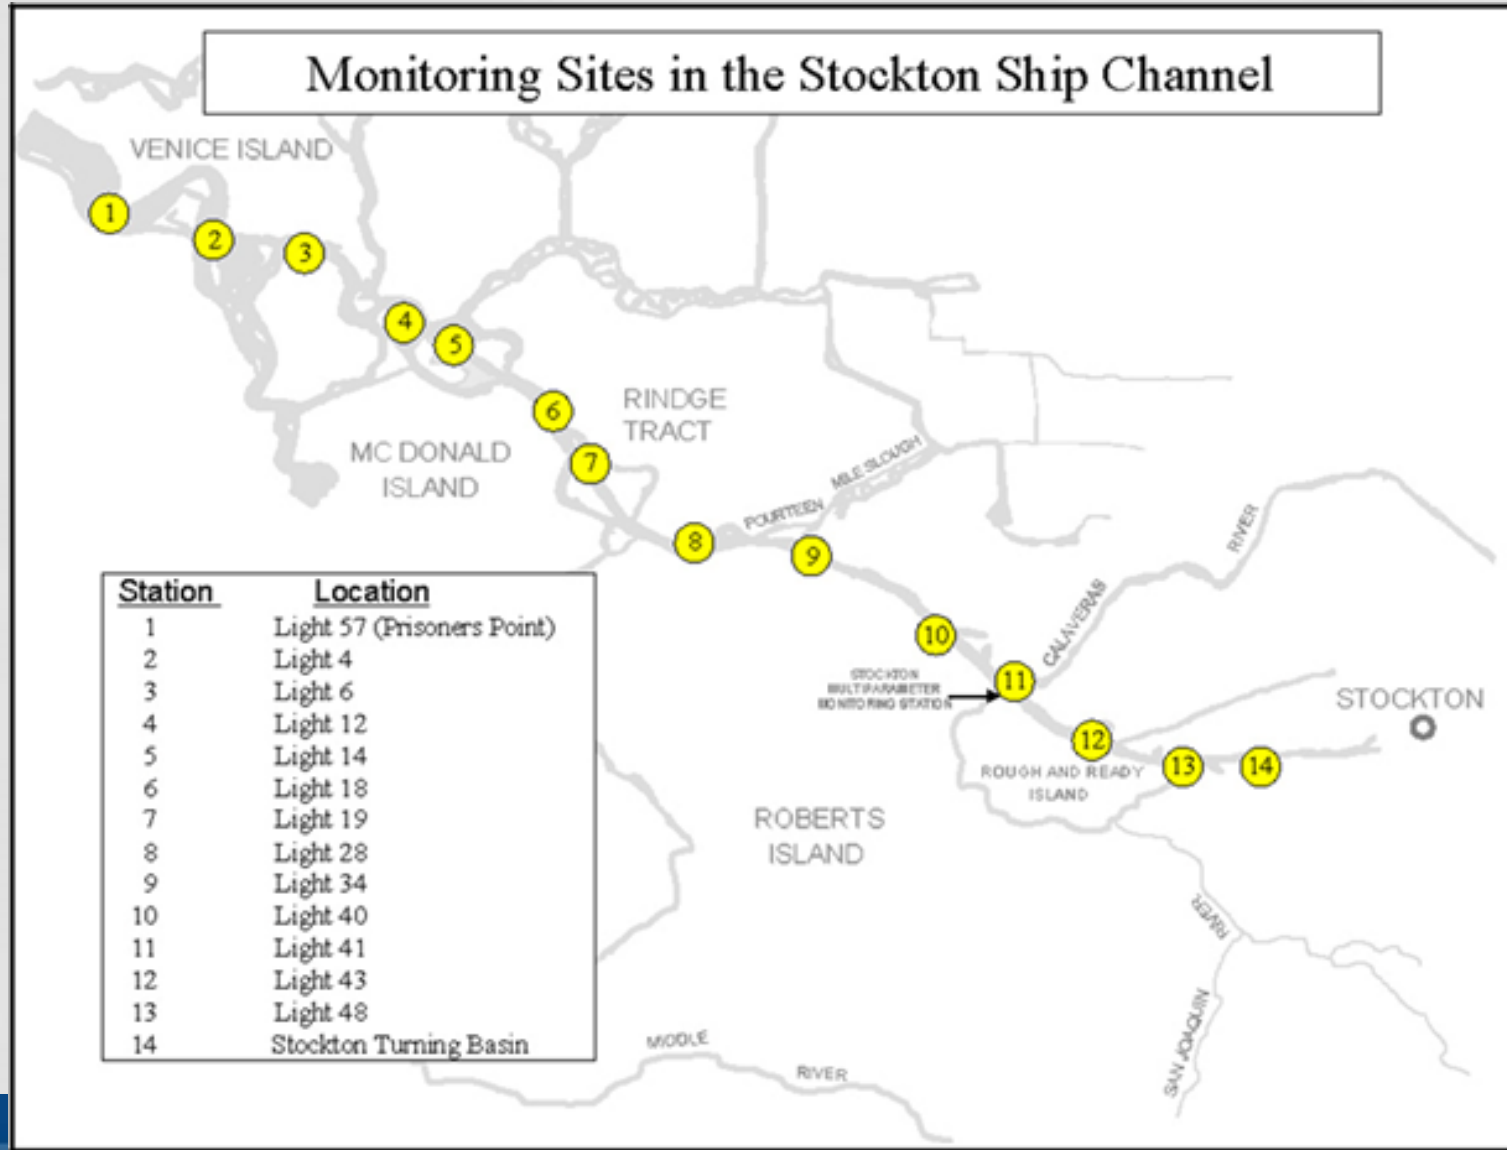 Monitoring Sites in the Stockton Ship Channel
VENICE ISLAND
1
2
3
4
5
6
7
RINDGE
TRACT
MC DONALD
ISLAND
8
FOURTEEN MILE SLOUGH
9
10
CALAVERAS RIVER
11
STOCKTON
MULTIPARAMETER
MONITORING STATION
12
13
14
STOCKTON
ROUGH AND READY
ISLAND
ROBERTS
ISLAND
SAN JOAQUIN RIVER
MIDDLE RIVER
Station Location
1 Light 57 (Prisoners Point)
2 Light 4
3 Light 6
4 Light 12
5 Light 14
6 Light 18
7 Light 19
8 Light 28
9 Light 34
10 Light 40
11 Light 41
12 Light 43
13 Light 48
14 Stockton Turning Basin